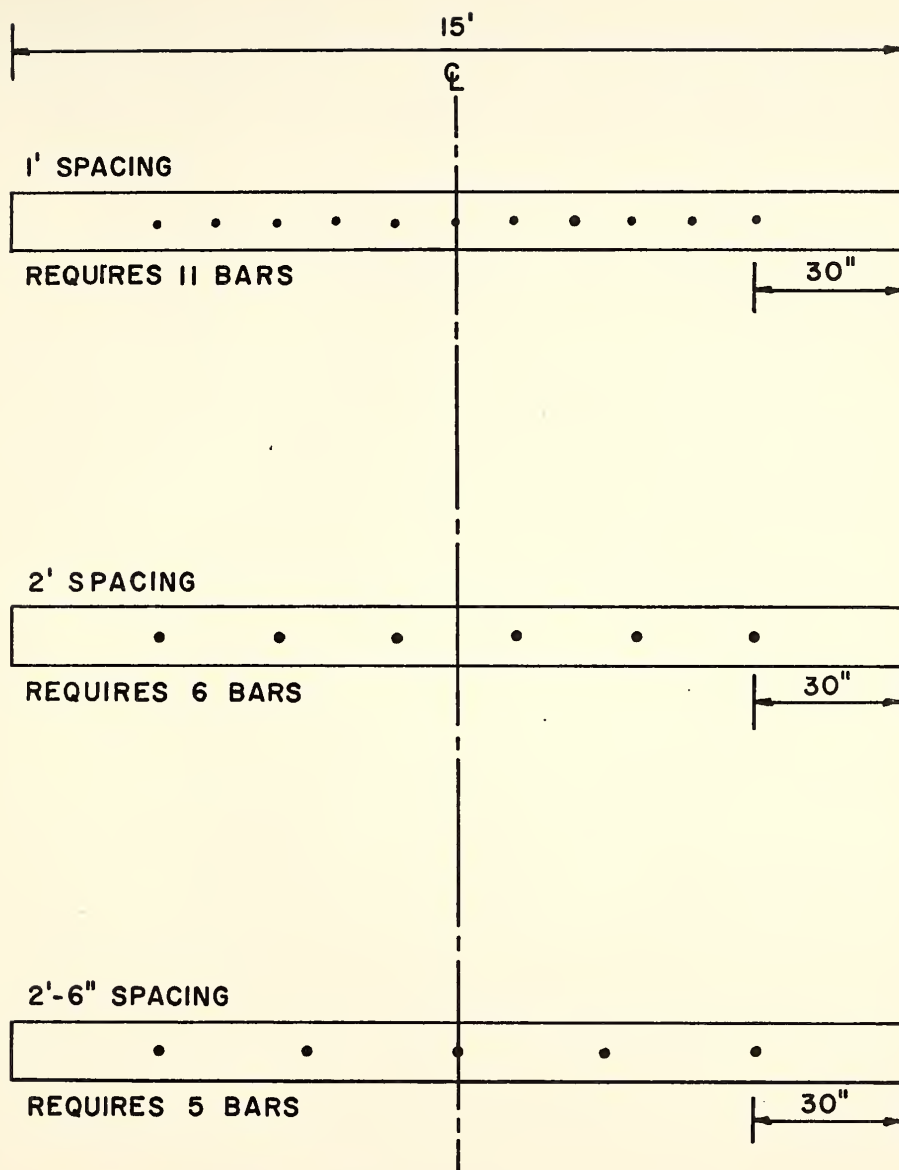 15'
℄
1' SPACING
REQUIRES 11 BARS
30"
2' SPACING
REQUIRES 6 BARS
30"
2'-6" SPACING
REQUIRES 5 BARS
30"